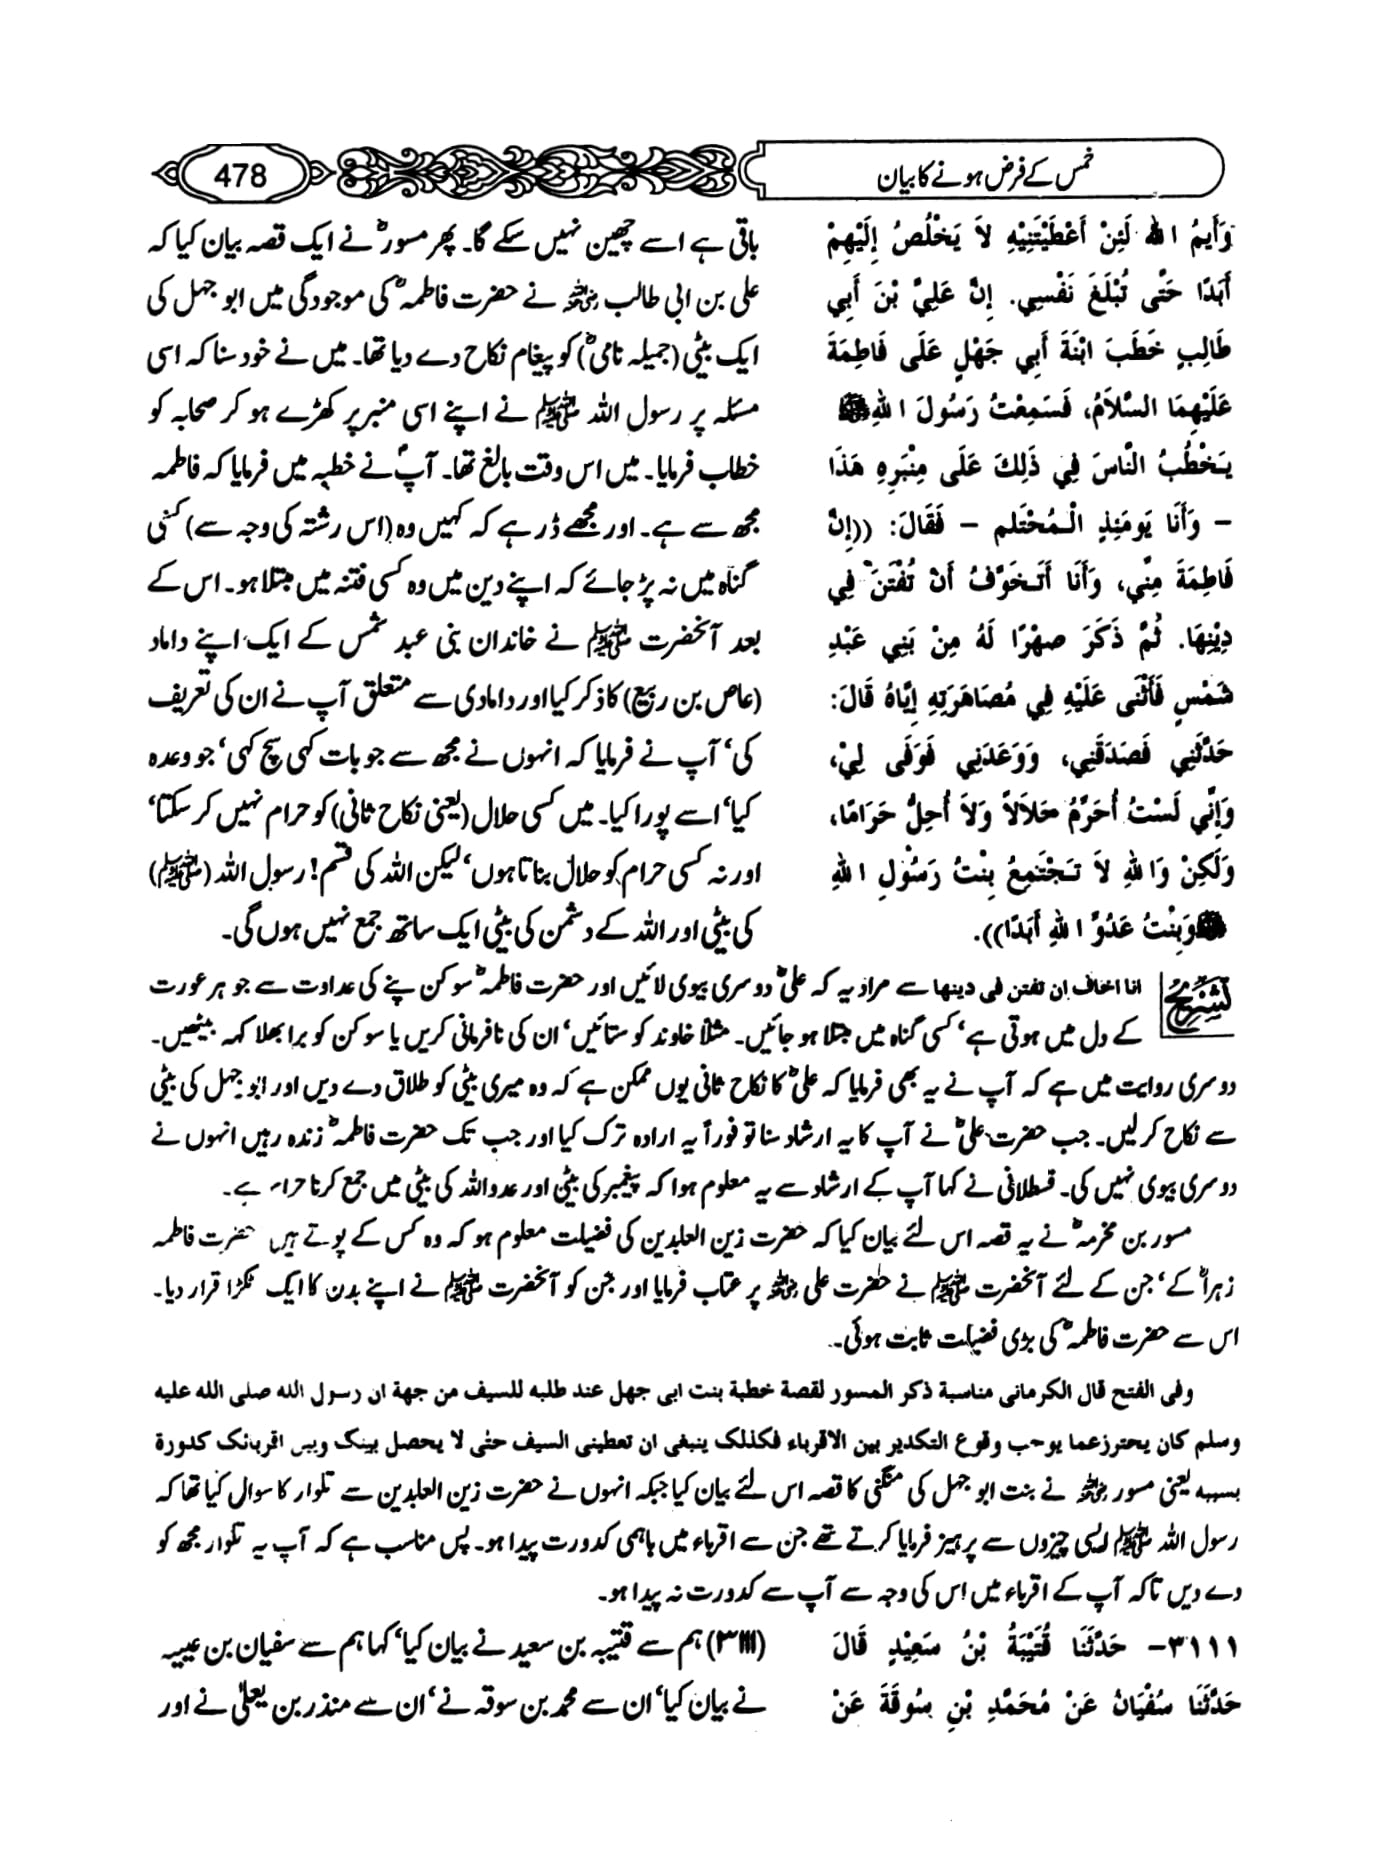 خمس کے فرض ہونے کا بیان
478
وَأَيمُ اللهِ لَئِنْ أَعْطَيْتَنِيْهِ لاَ يَخْلُصُ إِلَيْهِمْ
أَبَدًا حَتَّى تُبْلَغَ نَفْسِي. إِنَّ عَلِيَّ بْنَ أَبِي
طَالِبٍ خَطَبَ ابْنَةَ أَبِي جَهْلٍ عَلَى فَاطِمَةَ
عَلَيْهِمَا السَّلاَمُ، فَسَمِعْتُ رَسُولَ اللهِ ﷺ
يَخْطُبُ النَّاسَ فِي ذَلِكَ عَلَى مِنْبَرِهِ هَذَا
– وَأَنَا يَومَئِذٍ الْمُحْتَلم – فَقَالَ: ((إِنَّ
فَاطِمَةَ مِنِّي، وَأَنَا أَتَخَوَّفُ أَنْ تُفْتَنَ فِي
دِيْنِهَا. ثُمَّ ذَكَرَ صِهْرًا لَهُ مِنْ بَنِي عَبْدِ
شَمْسٍ فَأَثْنَى عَلَيْهِ فِي مُصَاهَرَتِهِ إِيَّاهُ قَالَ:
حَدَّثَنِي فَصَدَقَنِي، وَوَعَدَنِي فَوَفَى لِيْ،
وَإِنِّي لَسْتُ أُحَرِّمُ حَلاَلاً وَلاَ أُحِلُّ حَرَامًا،
وَلَكِنْ وَاللهِ لاَ تَجْتَمِعُ بِنْتُ رَسُوْلِ اللهِ
ﷺ وَبِنْتُ عَدُوِّ اللهِ أَبَدًا)).
باقی ہے اسے چھین نہیں سکے گا۔ پھر مسورؓ نے ایک قصہ بیان کیا کہ
علی بن ابی طالب رضی اللہ عنہ نے حضرت فاطمہؓ کی موجودگی میں ابو جہل کی
ایک بیٹی (جمیلہ نامیؓ) کو پیغام نکاح دے دیا تھا۔ میں نے خود سنا کہ اسی
مسئلہ پر رسول اللہ ﷺ نے اپنے اسی منبر پر کھڑے ہو کر صحابہ کو
خطاب فرمایا۔ میں اس وقت بالغ تھا۔ آپؐ نے خطبہ میں فرمایا کہ فاطمہ
مجھ سے ہے۔ اور مجھے ڈر ہے کہ کہیں وہ (اس رشتہ کی وجہ سے) کسی
گناہ میں نہ پڑ جائے کہ اپنے دین میں وہ کسی فتنہ میں مبتلا ہو۔ اس کے
بعد آنحضرت ﷺ نے خاندان بنی عبد شمس کے ایک اپنے داماد
(عاص بن ربیع) کا ذکر کیا اور دامادی سے متعلق آپ نے ان کی تعریف
کی‘ آپ نے فرمایا کہ انہوں نے مجھ سے جو بات کہی سچ کہی‘ جو وعدہ
کیا‘ اسے پورا کیا۔ میں کسی حلال (یعنی نکاح ثانی) کو حرام نہیں کر سکتا‘
اور نہ کسی حرام کو حلال بناتا ہوں‘ لیکن اللہ کی قسم! رسول اللہ (ﷺ)
کی بیٹی اور اللہ کے دشمن کی بیٹی ایک ساتھ جمع نہیں ہوں گی۔
تشریح انا اخاف ان تفتن فی دینها سے مراد یہ کہ علیؓ دوسری بیوی لائیں اور حضرت فاطمہؓ سوکن پنے کی عداوت سے جو ہر عورت
کے دل میں ہوتی ہے‘ کسی گناہ میں مبتلا ہو جائیں۔ مثلاً خاوند کو ستائیں‘ ان کی نافرمانی کریں یا سوکن کو برا بھلا کہہ بیٹھیں۔
دوسری روایت میں ہے کہ آپ نے یہ بھی فرمایا کہ علیؓ کا نکاح ثانی یوں ممکن ہے کہ وہ میری بیٹی کو طلاق دے دیں اور ابو جہل کی بیٹی
سے نکاح کر لیں۔ جب حضرت علیؓ نے آپ کا یہ ارشاد سنا تو فوراً یہ ارادہ ترک کیا اور جب تک حضرت فاطمہؓ زندہ رہیں انہوں نے
دوسری بیوی نہیں کی۔ قسطلانی نے کہا آپ کے ارشاد سے یہ معلوم ہوا کہ پیغمبر کی بیٹی اور عدو اللہ کی بیٹی میں جمع کرنا حرام ہے۔
مسور بن مخرمہؓ نے یہ قصہ اس لئے بیان کیا کہ حضرت زین العابدین کی فضیلت معلوم ہو کہ وہ کس کے پوتے ہیں حضرت فاطمہ
زہراؓ کے‘ جن کے لئے آنحضرت ﷺ نے حضرت علی رضی اللہ عنہ پر عتاب فرمایا اور جن کو آنحضرت ﷺ نے اپنے بدن کا ایک ٹکڑا قرار دیا۔
اس سے حضرت فاطمہؓ کی بڑی فضیلت ثابت ہوئی۔
وفی الفتح قال الکرمانی مناسبة ذکر المسور لقصة خطبة بنت ابی جهل عند طلبه للسیف من جهة ان رسول الله صلی الله علیه
وسلم کان یحترزعما یوجب وقوع التکدیر بین الاقرباء فکذلک ینبغی ان تعطینی السیف حتی لا یحصل بینک وبین اقربائک کدورة
بسببه یعنی مسور رضی اللہ عنہ نے بنت ابو جہل کی منگنی کا قصہ اس لئے بیان کیا جبکہ انہوں نے حضرت زین العابدین سے تلوار کا سوال کیا تھا کہ
رسول اللہ ﷺ ایسی چیزوں سے پرہیز فرمایا کرتے تھے جن سے اقرباء میں باہمی کدورت پیدا ہو۔ پس مناسب ہے کہ آپ یہ تلوار مجھ کو
دے دیں تاکہ آپ کے اقرباء میں اس کی وجہ سے آپ سے کدورت نہ پیدا ہو۔
٣١١١– حَدَّثَنَا قُتَيْبَةُ بْنُ سَعِيْدٍ قَالَ
حَدَّثَنَا سُفْيَانُ عَنْ مُحَمَّدِ بْنِ سُوقَةَ عَنْ
(۳۱۱۱) ہم سے قتیبہ بن سعید نے بیان کیا‘ کہا ہم سے سفیان بن عیینہ
نے بیان کیا‘ ان سے محمد بن سوقہ نے‘ ان سے منذر بن یعلیٰ نے اور